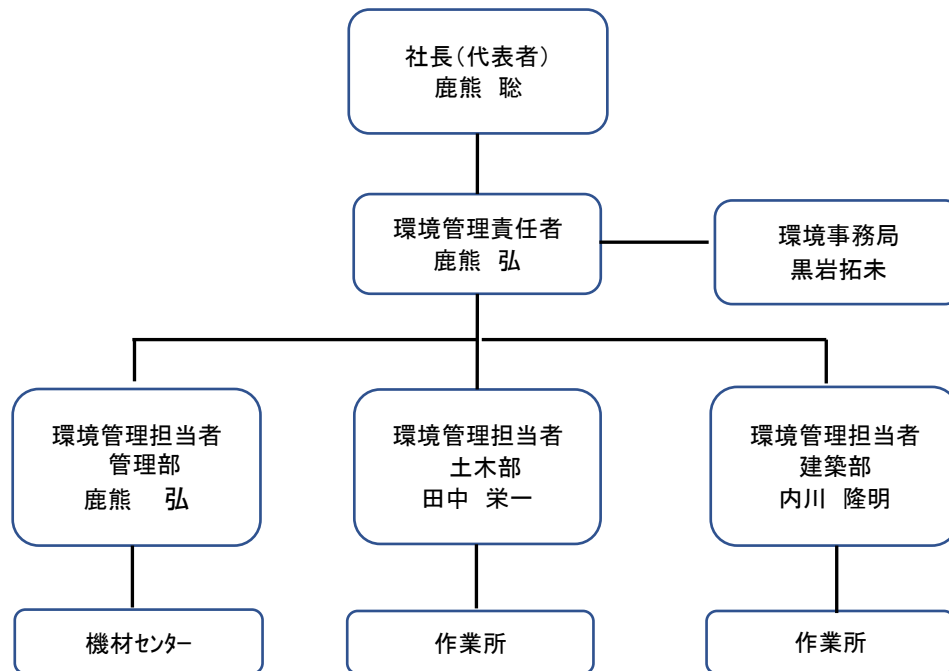 社長（代表者）
鹿熊　聡
環境管理責任者
鹿熊　弘
環境事務局
黒岩拓未
環境管理担当者
管理部
鹿熊　弘
環境管理担当者
土木部
田中　栄一
環境管理担当者
建築部
内川　隆明
機材ｾﾝﾀｰ
作業所
作業所